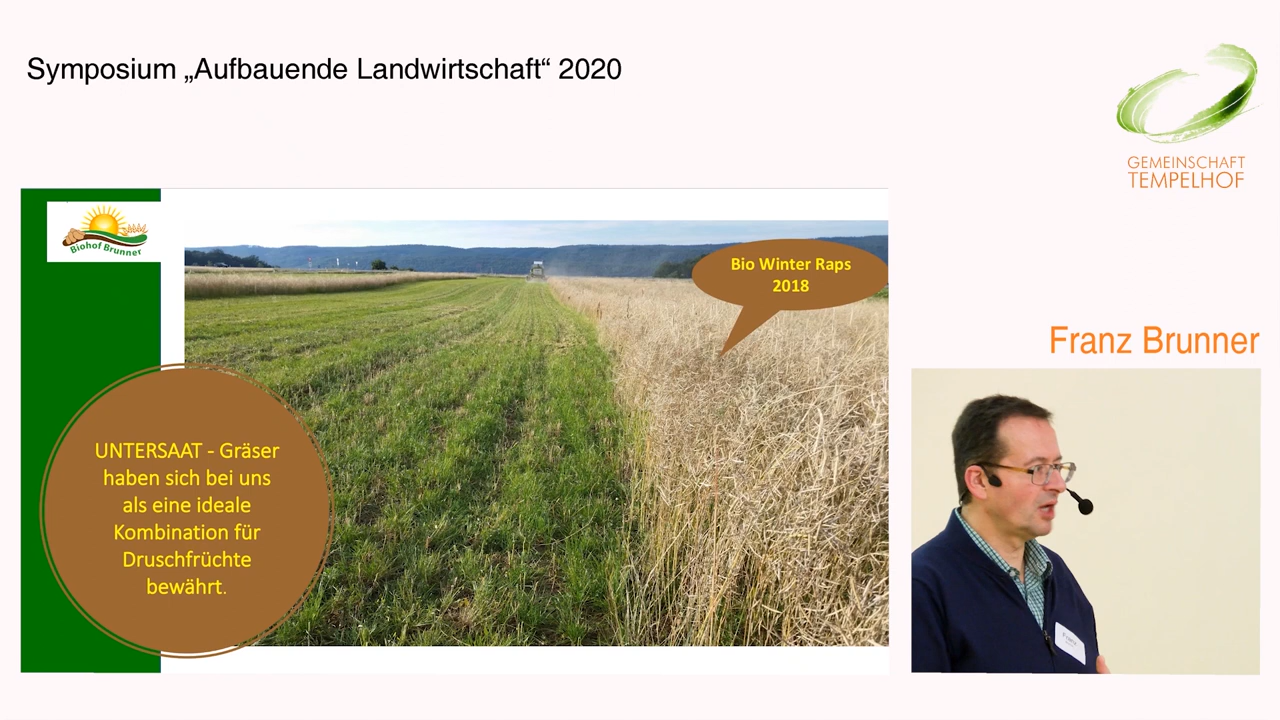 Symposium „Aufbauende Landwirtschaft“ 2020
GEMEINSCHAFT
TEMPELHOF
Biohof Brunner
Bio Winter Raps
2018
Franz Brunner
UNTERSAAT - Gräser
haben sich bei uns
als eine ideale
Kombination für
Druschfrüchte
bewährt.
Franz